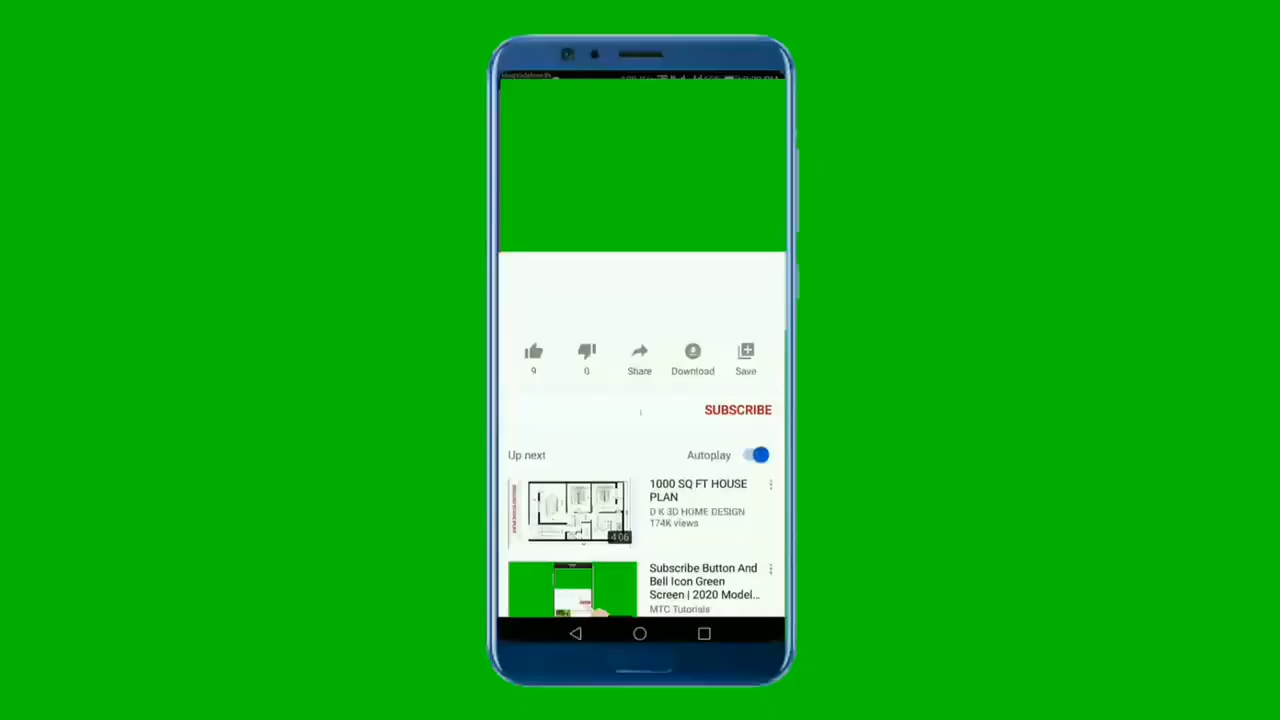 9
0
Share
Download
Save
SUBSCRIBE
Up next
Autoplay
1000 SQ FT HOUSE
PLAN
D K 3D HOME DESIGN
174K views
4:06
Subscribe Button And
Bell Icon Green
Screen | 2020 Model...
MTC Tutorials